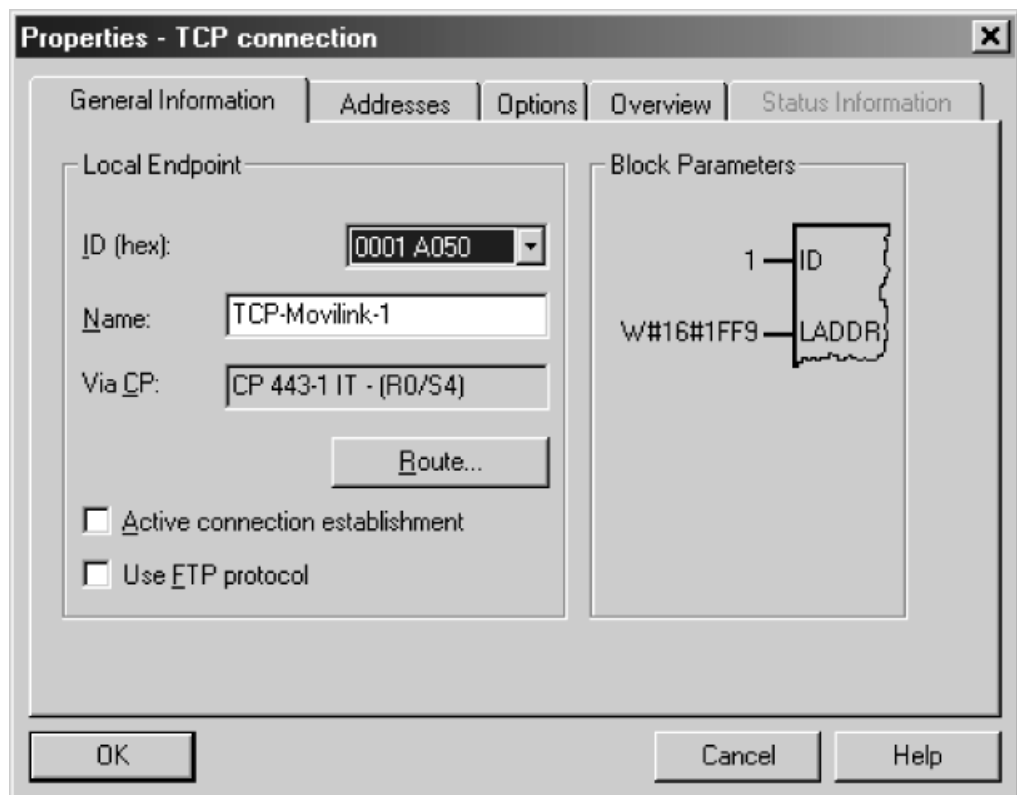 Properties - TCP connection
General Information Addresses Options Overview Status Information
Local Endpoint
ID (hex): 0001 A050
Name: TCP-Movilink-1
Via CP: CP 443-1 IT - (R0/S4)
Route...
Active connection establishment
Use FTP protocol
Block Parameters
1 ID
W#16#1FF9 LADDR
OK Cancel Help